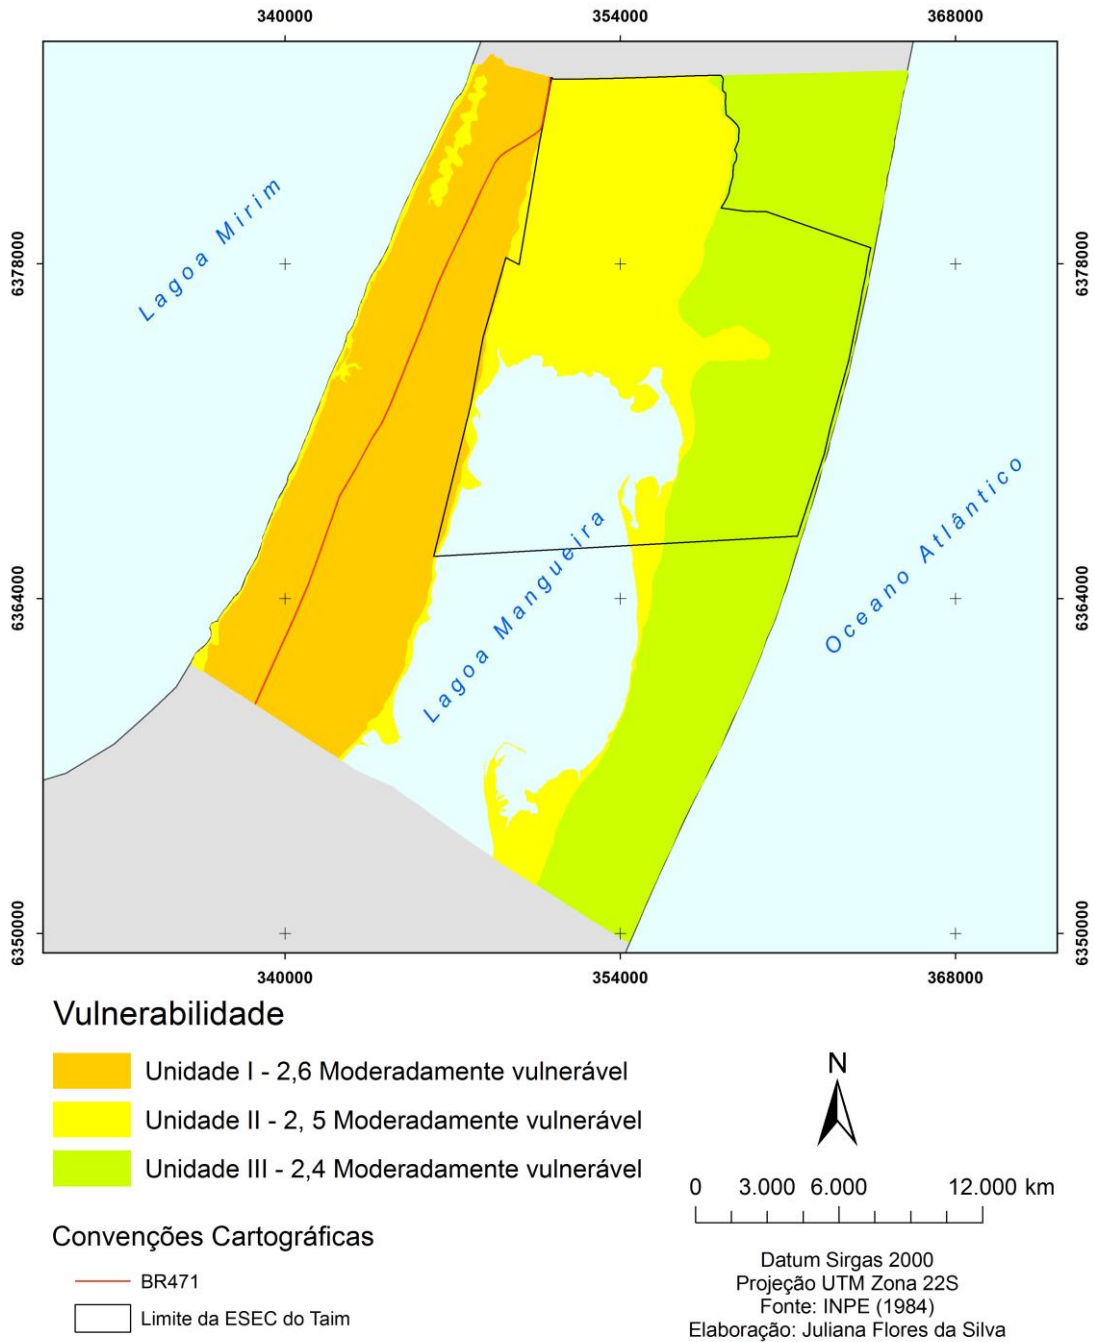 340000 354000 368000
6378000 6378000
Lagoa Mirim
6364000 6364000
Lagoa Mangueira
Oceano Atlântico
6350000 6350000
340000 354000 368000
Vulnerabilidade
Unidade I - 2,6 Moderadamente vulnerável
Unidade II - 2, 5 Moderadamente vulnerável
Unidade III - 2,4 Moderadamente vulnerável
N
0 3.000 6.000 12.000 km
Convenções Cartográficas
BR471
Limite da ESEC do Taim
Datum Sirgas 2000
Projeção UTM Zona 22S
Fonte: INPE (1984)
Elaboração: Juliana Flores da Silva